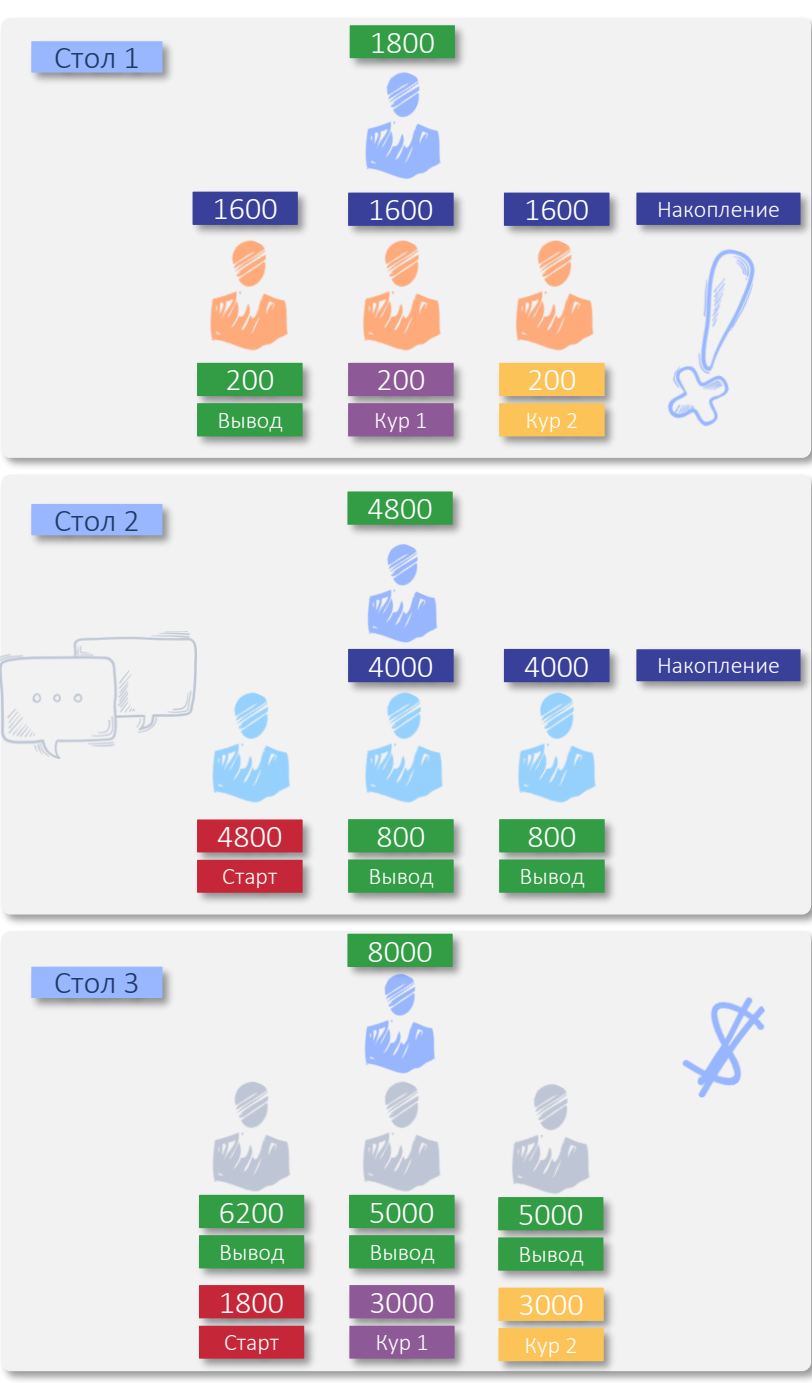 Стол 1
1800
1600 1600 1600 Накопление
200 200 200
Вывод Кур 1 Кур 2
Стол 2
4800
4000 4000 Накопление
4800 800 800
Старт Вывод Вывод
Стол 3
8000
6200 5000 5000
Вывод Вывод Вывод
1800 3000 3000
Старт Кур 1 Кур 2